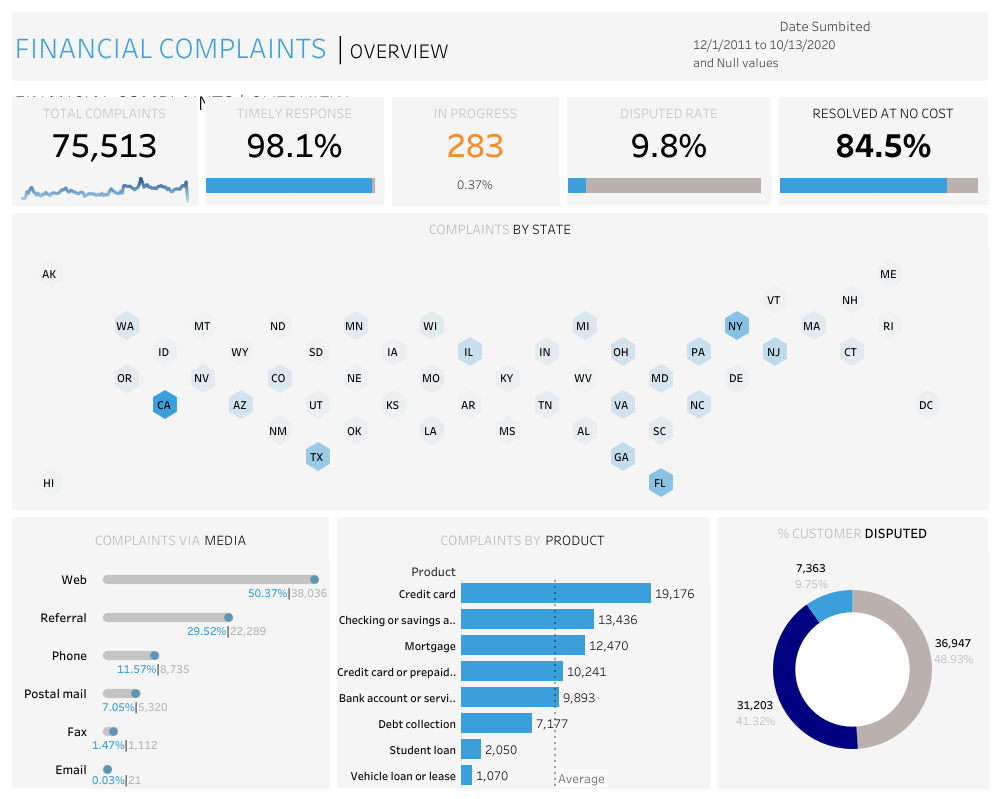 FINANCIAL COMPLAINTS | OVERVIEW
Date Sumbited
12/1/2011 to 10/13/2020
and Null values
FINANCIAL COMPLAINTS | OVERVIEW
TOTAL COMPLAINTS
75,513
TIMELY RESPONSE
98.1%
IN PROGRESS
283
0.37%
DISPUTED RATE
9.8%
RESOLVED AT NO COST
84.5%
COMPLAINTS BY STATE
AK ME
VT NH
WA MT ND MN WI MI NY MA RI
ID WY SD IA IL IN OH PA NJ CT
OR NV CO NE MO KY WV MD DE
CA AZ UT KS AR TN VA NC DC
NM OK LA MS AL SC
TX GA
HI FL
COMPLAINTS VIA MEDIA
Web
50.37%|38,036
Referral
29.52%|22,289
Phone
11.57%|8,735
Postal mail
7.05%|5,320
Fax
1.47%|1,112
Email
0.03%|21
COMPLAINTS BY PRODUCT
Product
Credit card 19,176
Checking or savings a.. 13,436
Mortgage 12,470
Credit card or prepaid.. 10,241
Bank account or servi.. 9,893
Debt collection 7,177
Student loan 2,050
Vehicle loan or lease 1,070
Average
% CUSTOMER DISPUTED
7,363
9.75%
36,947
48.93%
31,203
41.32%